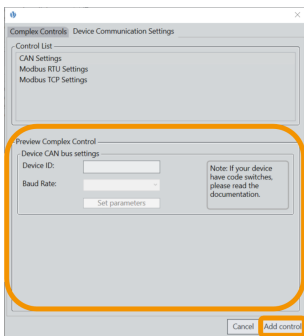 Complex Controls Device Communication Settings
Control List
CAN Settings
Modbus RTU Settings
Modbus TCP Settings
Preview Complex Control
Device CAN bus settings
Device ID:
Baud Rate:
Set parameters
Note: If your device
have code switches,
please read the
documentation.
Cancel Add control